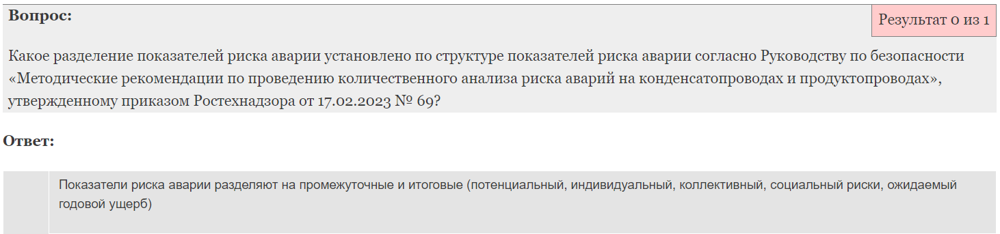 Вопрос:
Результат 0 из 1
Какое разделение показателей риска аварии установлено по структуре показателей риска аварии согласно Руководству по безопасности
«Методические рекомендации по проведению количественного анализа риска аварий на конденсатопроводах и продуктопроводах»,
утвержденному приказом Ростехнадзора от 17.02.2023 № 69?
Ответ:
Показатели риска аварии разделяют на промежуточные и итоговые (потенциальный, индивидуальный, коллективный, социальный риски, ожидаемый
годовой ущерб)